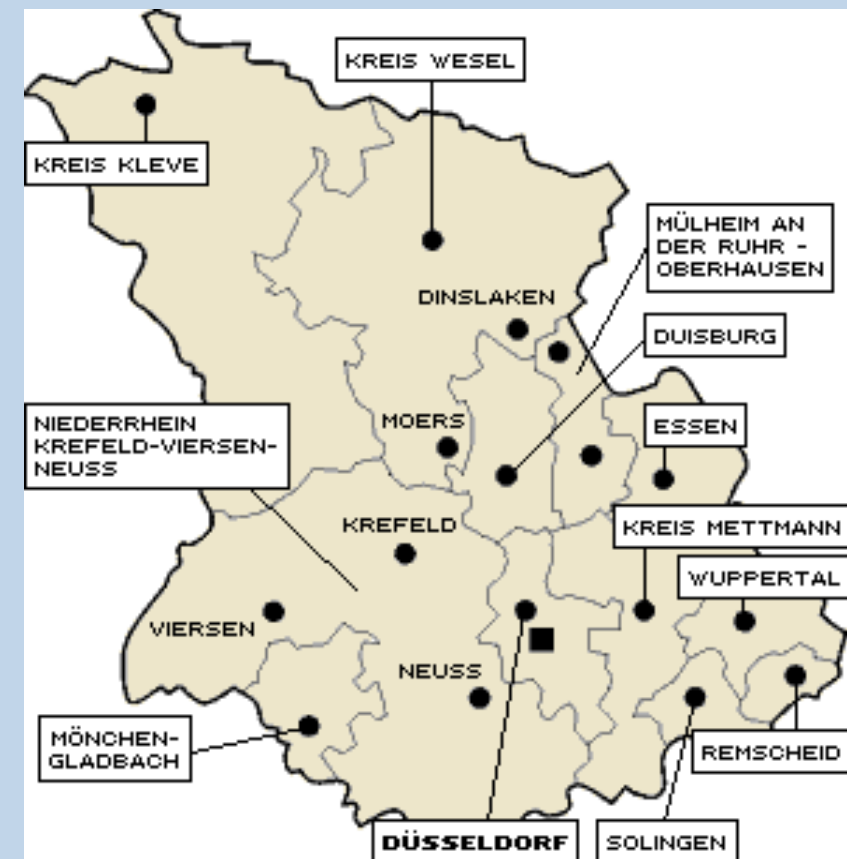 KREIS WESEL
KREIS KLEVE
MÜLHEIM AN
DER RUHR -
OBERHAUSEN
DINSLAKEN
DUISBURG
NIEDERRHEIN
KREFELD-VIERSEN-
NEUSS
MOERS
ESSEN
KREFELD
KREIS METTMANN
WUPPERTAL
VIERSEN
NEUSS
MÖNCHEN-
GLADBACH
REMSCHEID
DÜSSELDORF
SOLINGEN